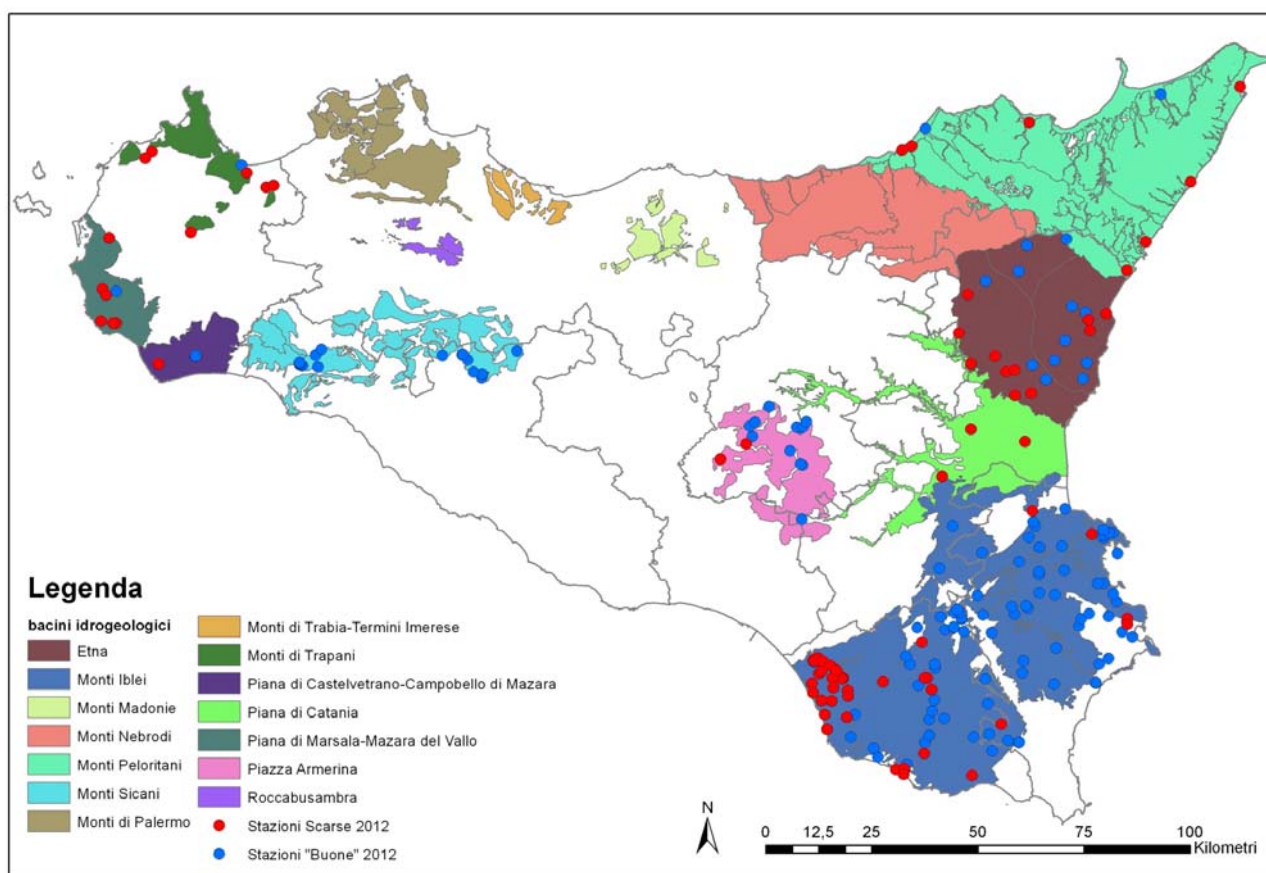 Legenda
bacini idrogeologici
Etna
Monti Iblei
Monti Madonie
Monti Nebrodi
Monti Peloritani
Monti Sicani
Monti di Palermo
Monti di Trabia-Termini Imerese
Monti di Trapani
Piana di Castelvetrano-Campobello di Mazara
Piana di Catania
Piana di Marsala-Mazara del Vallo
Piazza Armerina
Roccabusambra
Stazioni Scarse 2012
Stazioni "Buone" 2012
N
0 12,5 25 50 75 100
Kilometri